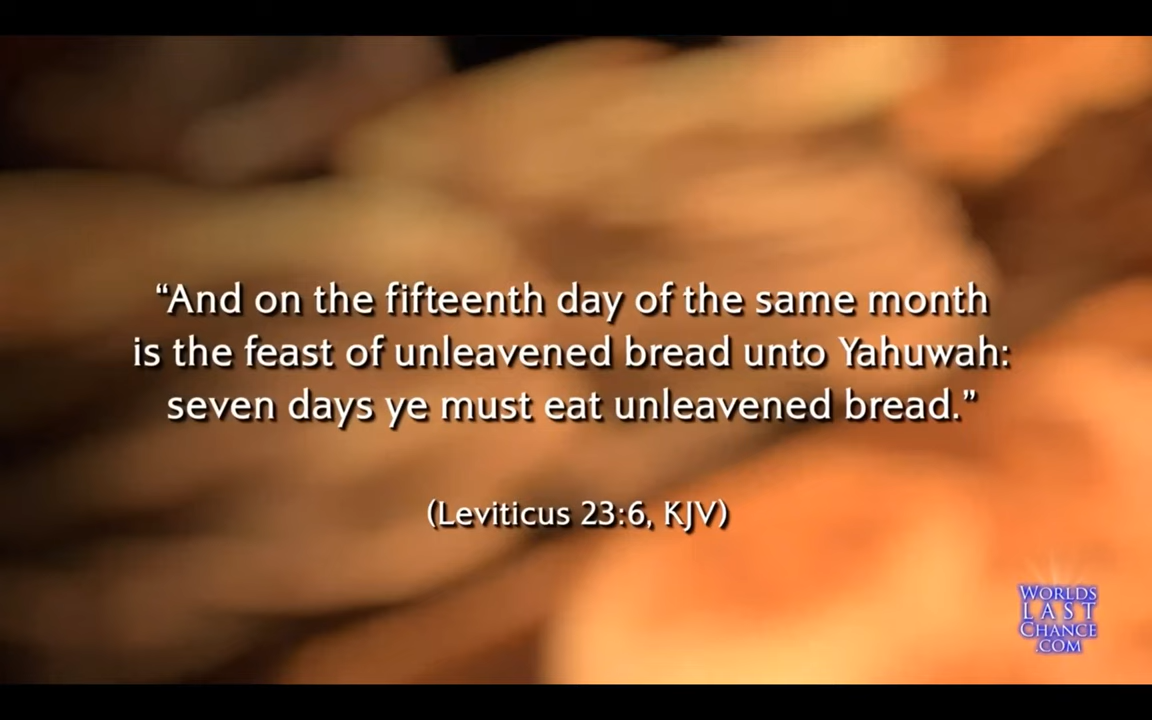 “And on the fifteenth day of the same month
is the feast of unleavened bread unto Yahuwah:
seven days ye must eat unleavened bread.”
(Leviticus 23:6, KJV)
WORLDS
LAST
CHANCE
.COM